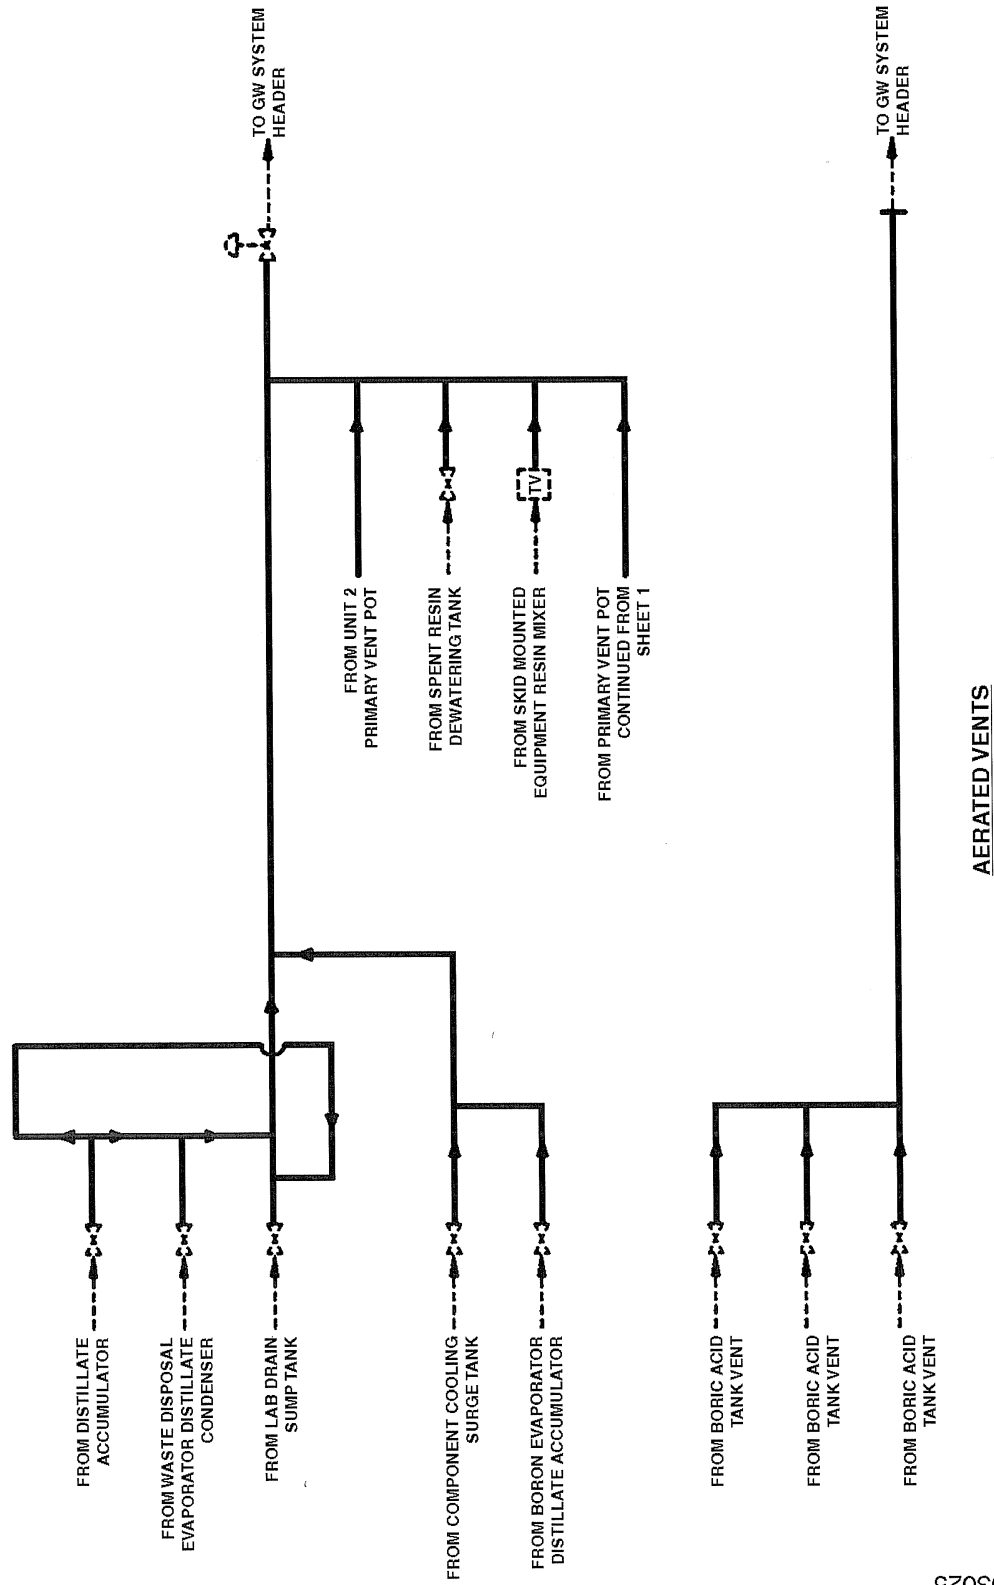 FROM DISTILLATE
ACCUMULATOR
FROM WASTE DISPOSAL
EVAPORATOR DISTILLATE
CONDENSER
FROM LAB DRAIN
SUMP TANK
FROM COMPONENT COOLING
SURGE TANK
FROM BORON EVAPORATOR
DISTILLATE ACCUMULATOR
FROM BORIC ACID
TANK VENT
FROM BORIC ACID
TANK VENT
FROM BORIC ACID
TANK VENT
FROM UNIT 2
PRIMARY VENT POT
FROM SPENT RESIN
DEWATERING TANK
FROM SKID MOUNTED
EQUIPMENT RESIN MIXER
TV
FROM PRIMARY VENT POT
CONTINUED FROM
SHEET 1
TO GW SYSTEM
HEADER
TO GW SYSTEM
HEADER
AERATED VENTS